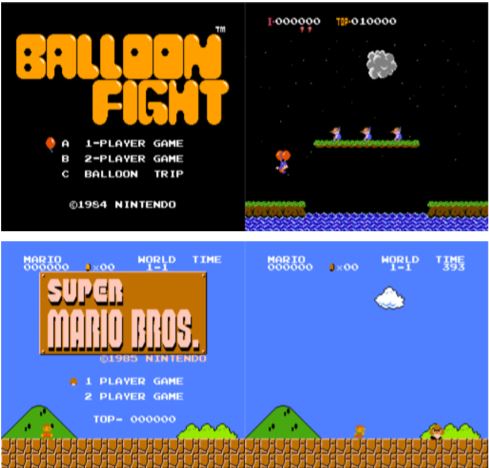 BALLOON
FIGHT
TM
A 1-PLAYER GAME
B 2-PLAYER GAME
C BALLOON TRIP
©1984 NINTENDO
I-000000 TOP-010000
MARIO WORLD TIME
000000 ×00 1-1
SUPER
MARIO BROS.
©1985 NINTENDO
1 PLAYER GAME
2 PLAYER GAME
TOP- 000000
MARIO WORLD TIME
000000 ×00 1-1 393